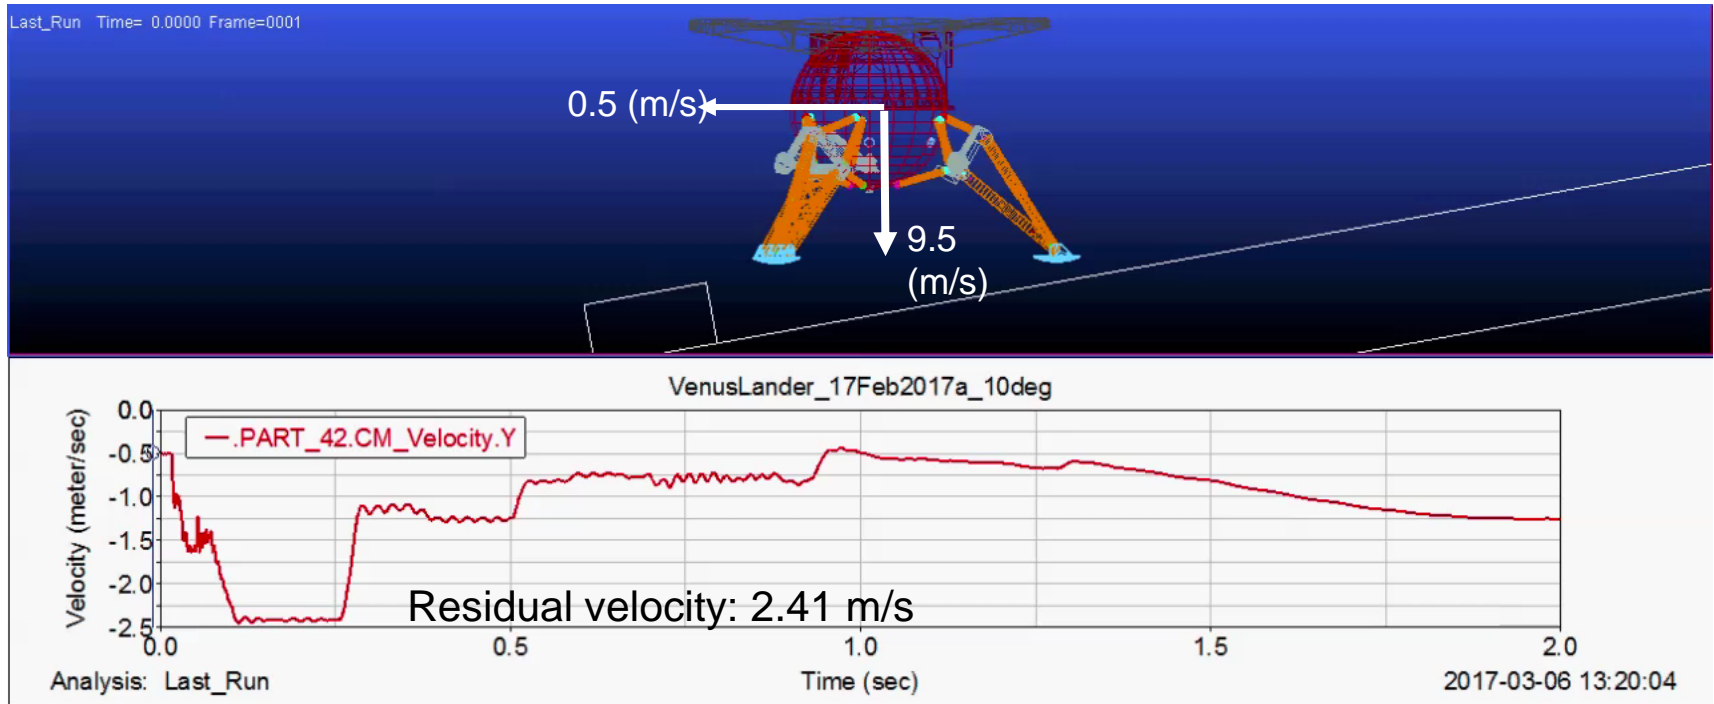 Last_Run Time= 0.0000 Frame=0001
0.5 (m/s)
9.5
(m/s)
VenusLander_17Feb2017a_10deg
.PART_42.CM_Velocity.Y
Velocity (meter/sec)
0.0
-0.5
-1.0
-1.5
-2.0
-2.5
Residual velocity: 2.41 m/s
0.0 0.5 1.0 1.5 2.0
Analysis: Last_Run Time (sec) 2017-03-06 13:20:04